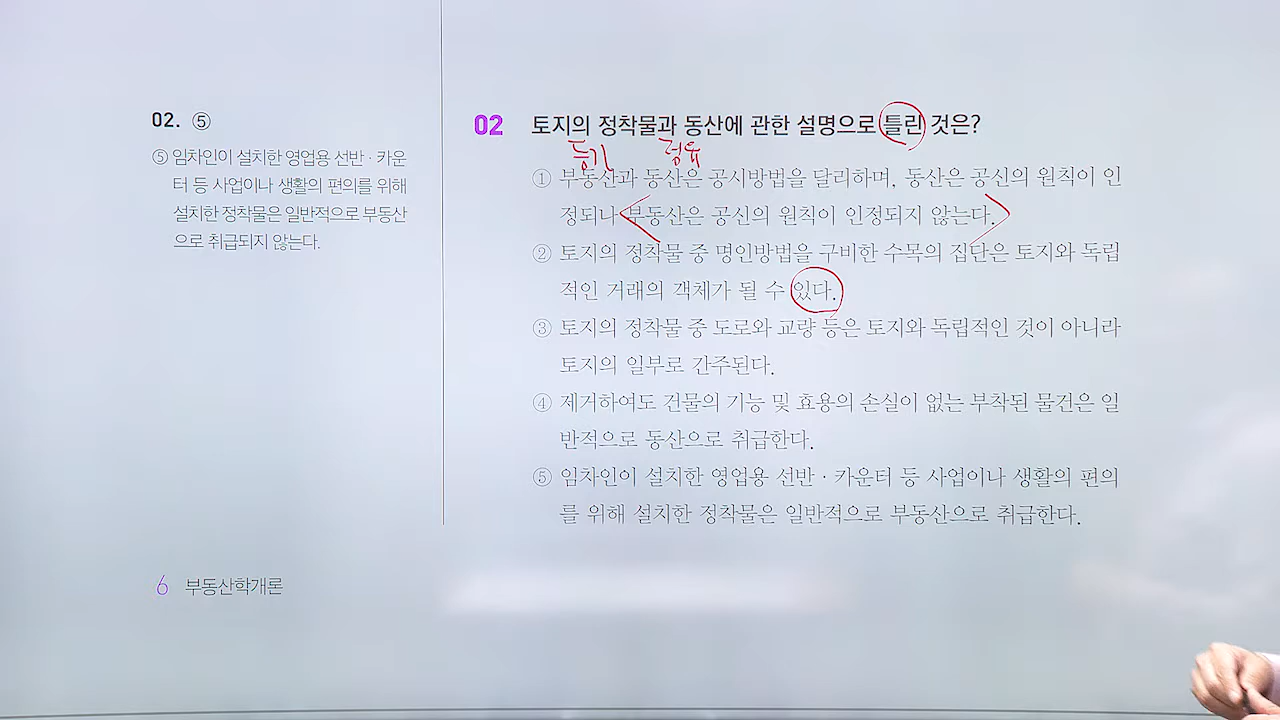 02. ⑤
⑤ 임차인이 설치한 영업용 선반 · 카운
터 등 사업이나 생활의 편의를 위해
설치한 정착물은 일반적으로 부동산
으로 취급되지 않는다.
02 토지의 정착물과 동산에 관한 설명으로 틀린 것은?
등기 점유
① 부동산과 동산은 공시방법을 달리하며, 동산은 공신의 원칙이 인
정되나 부동산은 공신의 원칙이 인정되지 않는다.
② 토지의 정착물 중 명인방법을 구비한 수목의 집단은 토지와 독립
적인 거래의 객체가 될 수 있다.
③ 토지의 정착물 중 도로와 교량 등은 토지와 독립적인 것이 아니라
토지의 일부로 간주된다.
④ 제거하여도 건물의 기능 및 효용의 손실이 없는 부착된 물건은 일
반적으로 동산으로 취급한다.
⑤ 임차인이 설치한 영업용 선반 · 카운터 등 사업이나 생활의 편의
를 위해 설치한 정착물은 일반적으로 부동산으로 취급한다.
6 부동산학개론